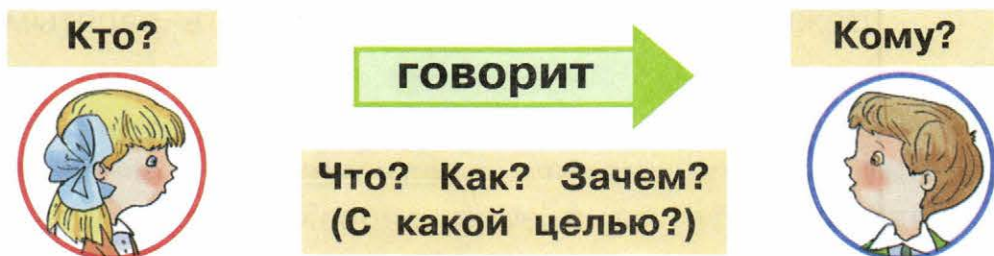 Кто?
говорит
Кому?
Что? Как? Зачем?
(С какой целью?)